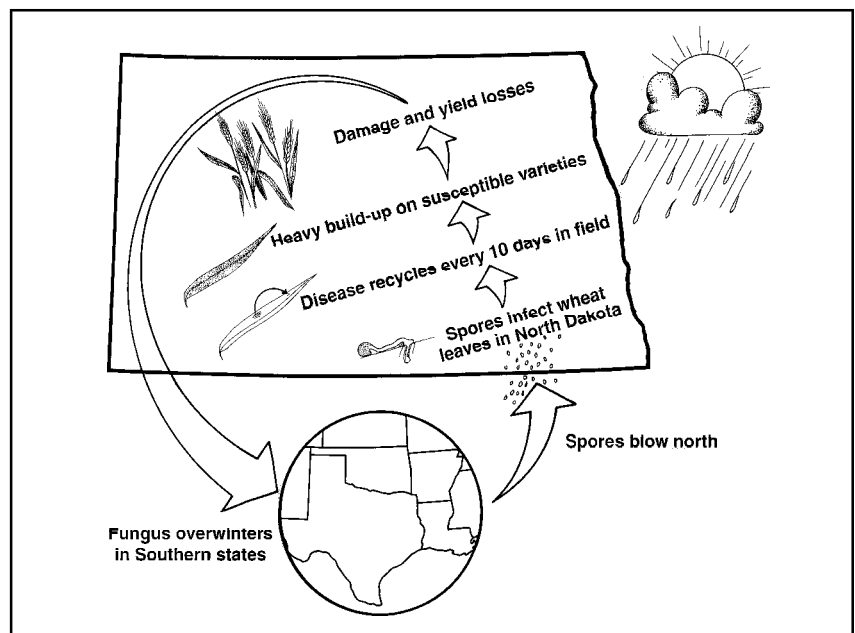 Damage and yield losses
Heavy build-up on susceptible varieties
Disease recycles every 10 days in field
Spores infect wheat
leaves in North Dakota
Spores blow north
Fungus overwinters
in Southern states